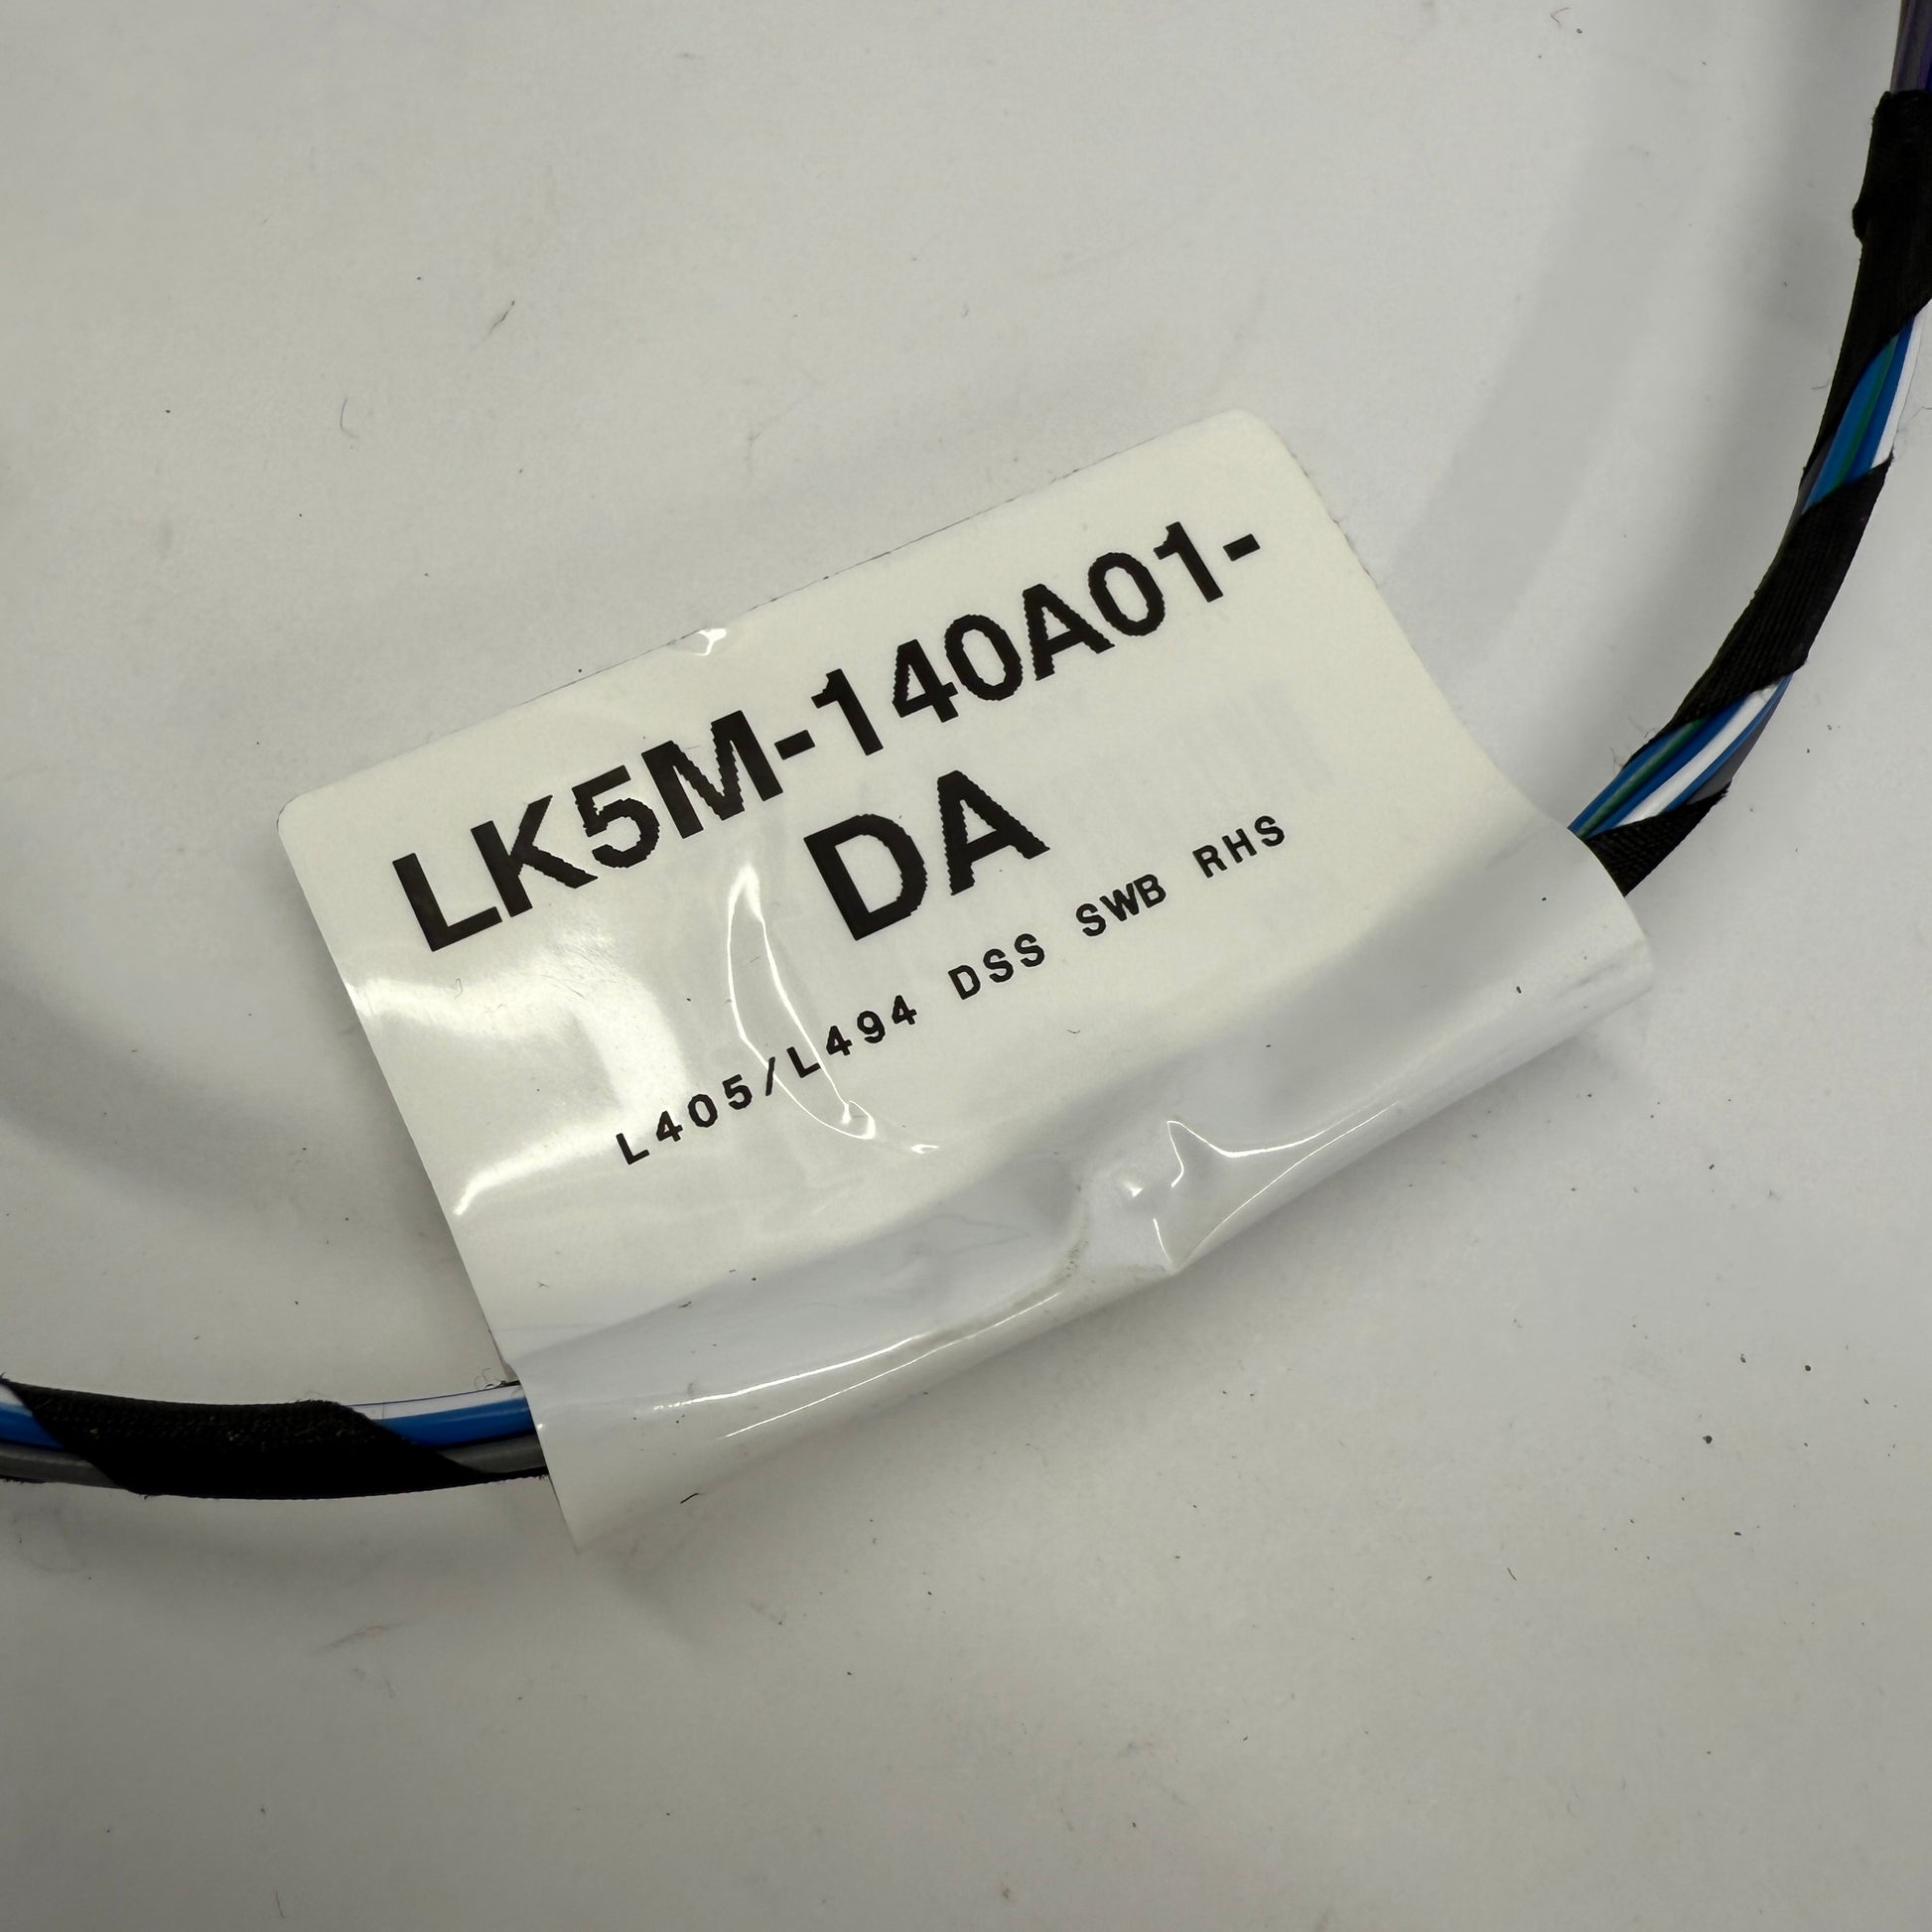 LK5M-140A01-
DA
L405/L494 DSS SWB RHS